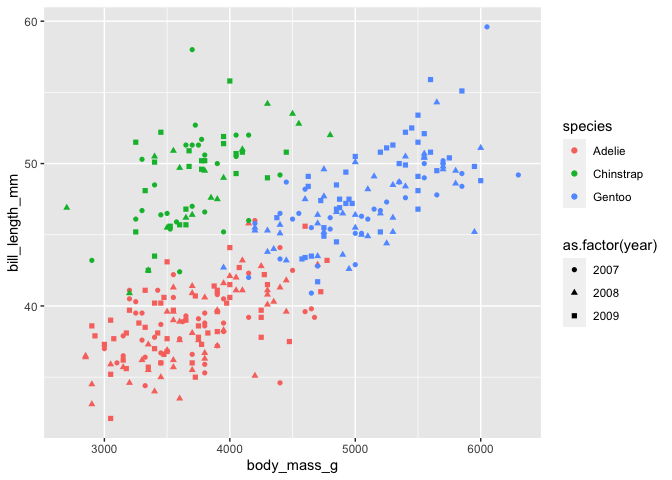 60
50
40
bill_length_mm
3000 4000 5000 6000
body_mass_g
species
Adelie
Chinstrap
Gentoo
as.factor(year)
2007
2008
2009